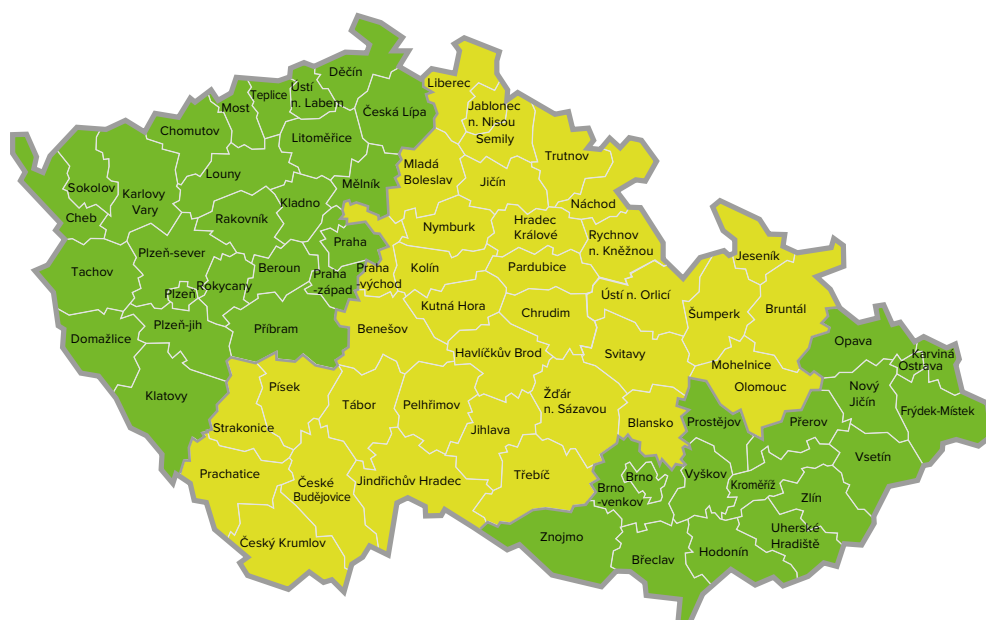 Děčín
Liberec
Ústí
n. Labem
Teplice
Most
Česká Lípa
Jablonec
n. Nisou
Semily
Chomutov
Litoměřice
Trutnov
Mladá
Boleslav
Louny
Jičín
Mělník
Sokolov
Karlovy
Vary
Kladno
Náchod
Cheb
Rakovník
Nymburk
Hradec
Králové
Rychnov
n. Kněžnou
Praha
Plzeň-sever
Jeseník
Tachov
Beroun
Praha
-západ
Praha
-východ
Kolín
Pardubice
Rokycany
Plzeň
Ústí n. Orlicí
Kutná Hora
Chrudim
Šumperk
Bruntál
Plzeň-jih
Příbram
Benešov
Domažlice
Opava
Havlíčkův Brod
Svitavy
Karviná
Ostrava
Mohelnice
Olomouc
Písek
Klatovy
Nový
Jičín
Žďár
n. Sázavou
Tábor
Pelhřimov
Frýdek-Místek
Strakonice
Jihlava
Blansko
Prostějov
Přerov
Vsetín
Prachatice
České
Budějovice
Jindřichův Hradec
Třebíč
Brno
Brno
-venkov
Vyškov
Kroměříž
Zlín
Český Krumlov
Znojmo
Uherské
Hradiště
Břeclav
Hodonín